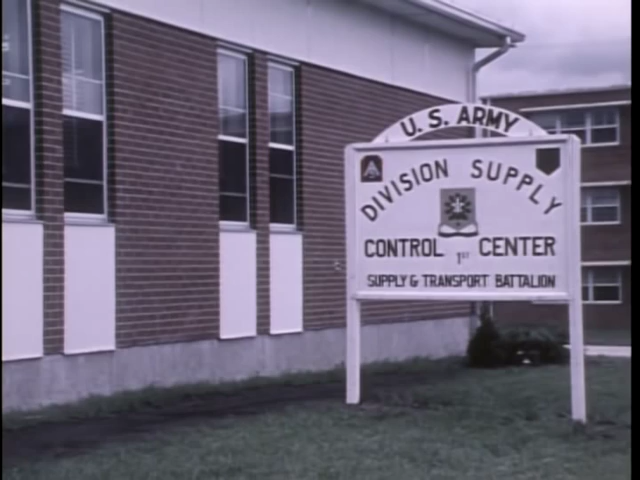 U.S. ARMY
DIVISION SUPPLY
CONTROL CENTER
1ST
SUPPLY & TRANSPORT BATTALION